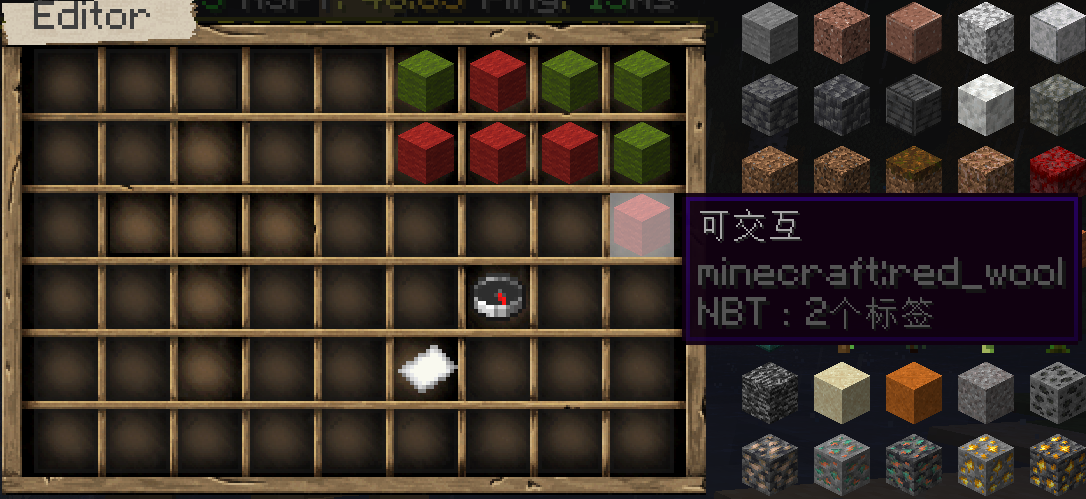 Editor
可交互
minecraft:red_wool
NBT : 2个标签